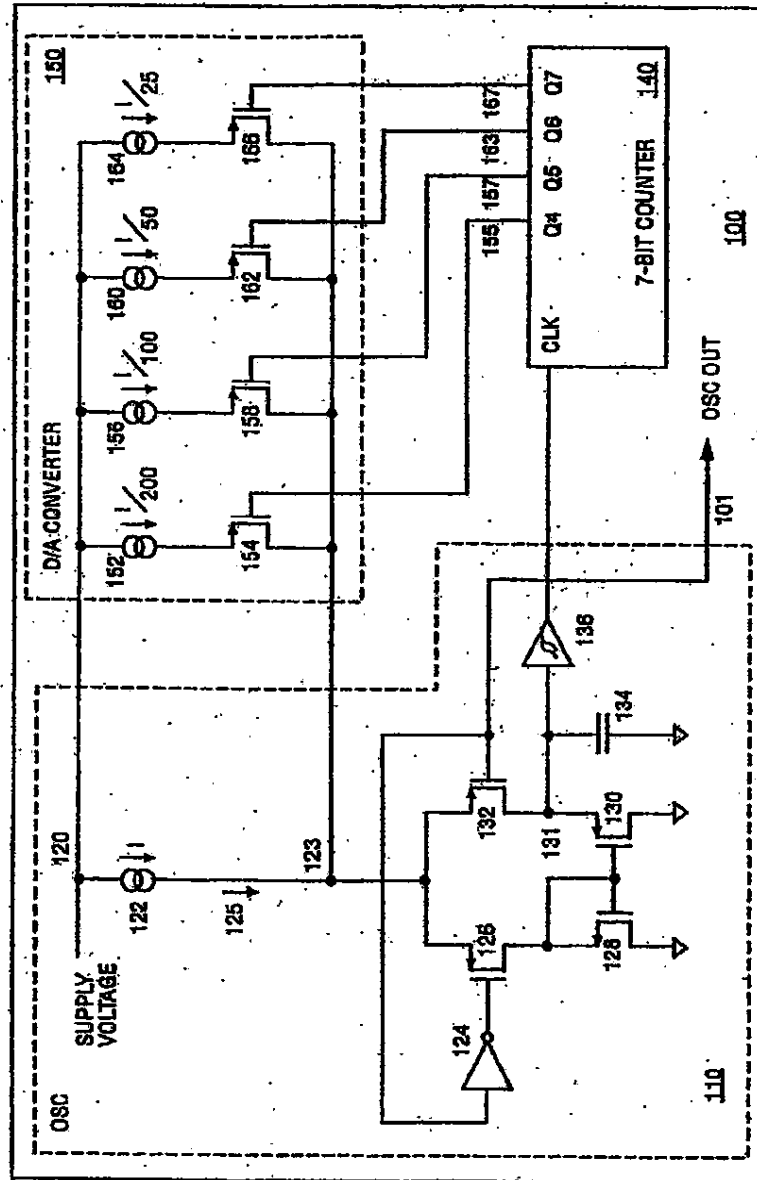 OSC
SUPPLY
VOLTAGE
120
D/A CONVERTER
150
122
I
125
123
152
I/200
156
I/100
160
I/50
164
I/25
154
158
162
166
124
126
132
131
128
130
134
136
110
155
157
163
167
Q4
Q5
Q6
Q7
CLK
7-BIT COUNTER
140
OSC OUT
101
100